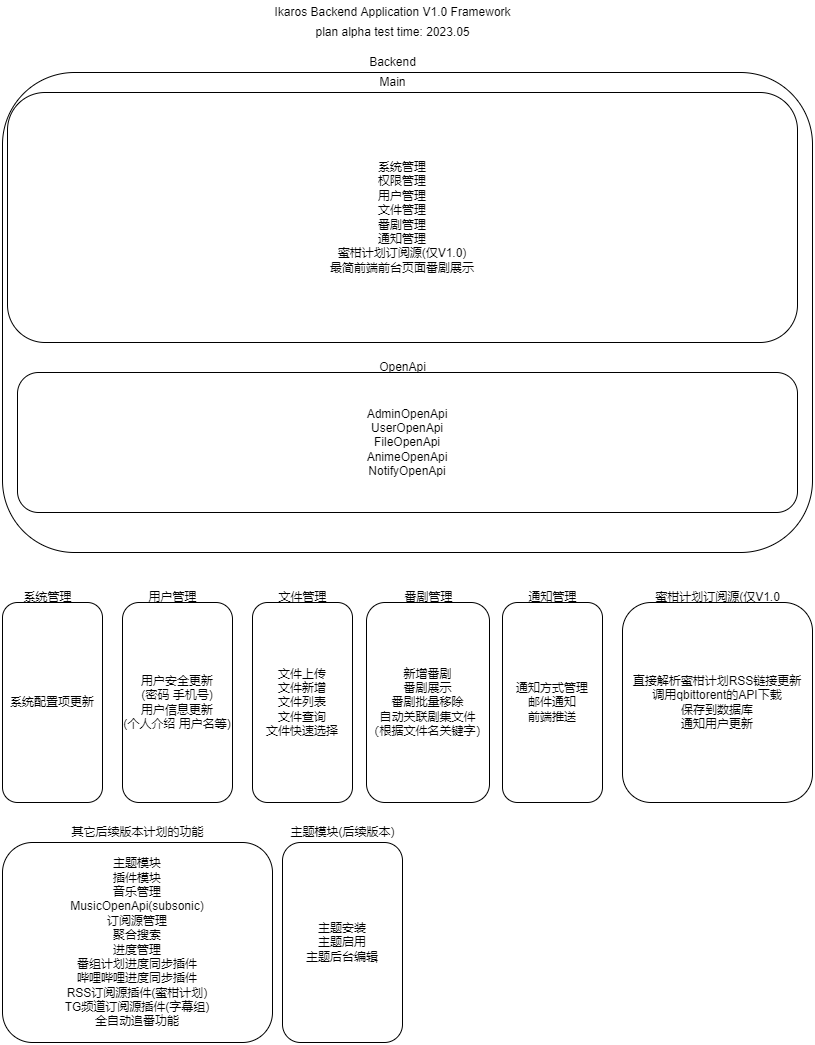 Ikaros Backend Application V1.0 Framework
plan alpha test time: 2023.05
Backend
Main
系统管理
权限管理
用户管理
文件管理
番剧管理
通知管理
蜜柑计划订阅源(仅V1.0)
最简前端前台页面番剧展示
OpenApi
AdminOpenApi
UserOpenApi
FileOpenApi
AnimeOpenApi
NotifyOpenApi
系统管理
系统配置项更新
用户管理
用户安全更新
(密码 手机号)
用户信息更新
(个人介绍 用户名等)
文件管理
文件上传
文件新增
文件列表
文件查询
文件快速选择
番剧管理
新增番剧
番剧展示
番剧批量移除
自动关联剧集文件
(根据文件名关键字)
通知管理
通知方式管理
邮件通知
前端推送
蜜柑计划订阅源(仅V1.0
直接解析蜜柑计划RSS链接更新
调用qbittorent的API下载
保存到数据库
通知用户更新
其它后续版本计划的功能
主题模块
插件模块
音乐管理
MusicOpenApi(subsonic)
订阅源管理
聚合搜索
进度管理
番组计划进度同步插件
哔哩哔哩进度同步插件
RSS订阅源插件(蜜柑计划)
TG频道订阅源插件(字幕组)
全自动追番功能
主题模块(后续版本)
主题安装
主题启用
主题后台编辑